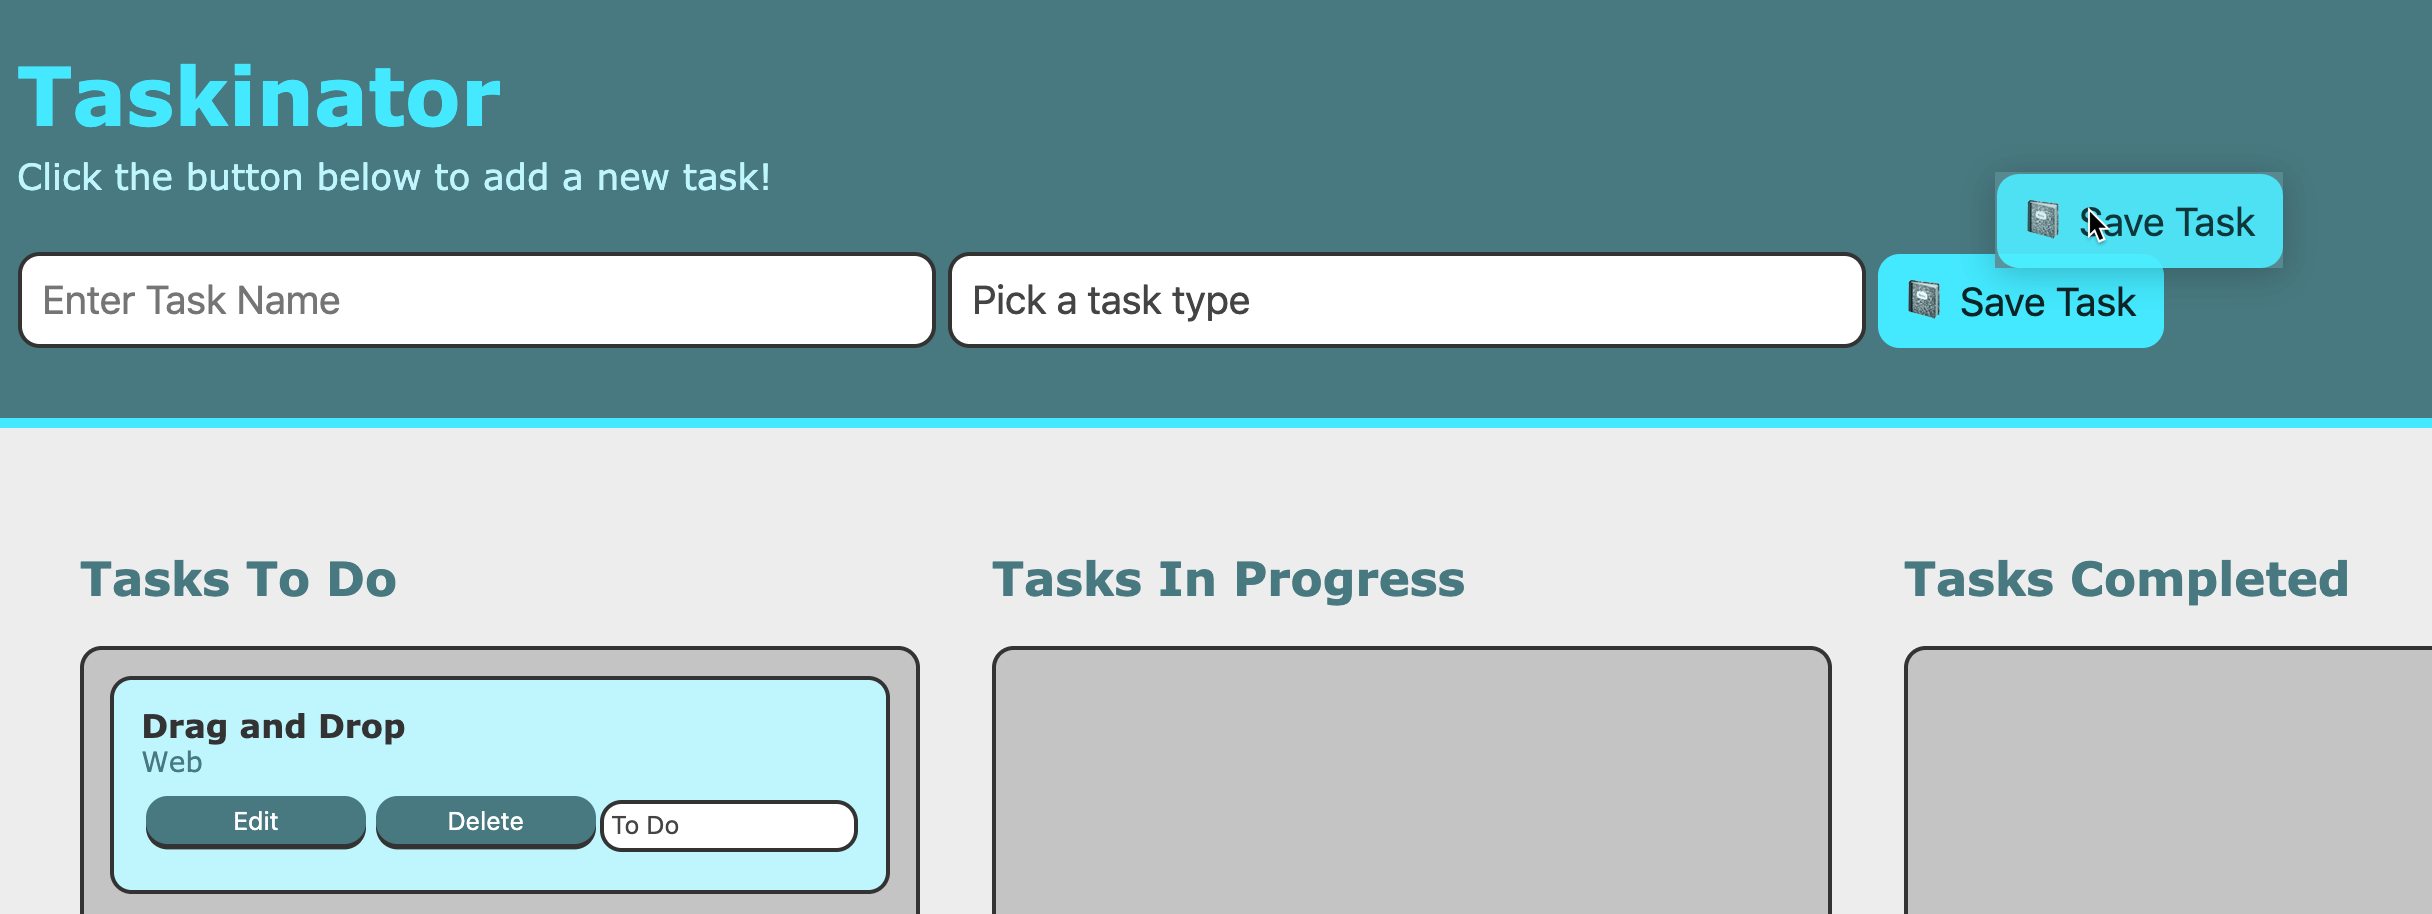 Taskinator
Click the button below to add a new task!
Save Task
Enter Task Name
Pick a task type
Save Task
Tasks To Do
Tasks In Progress
Tasks Completed
Drag and Drop
Web
Edit
Delete
To Do